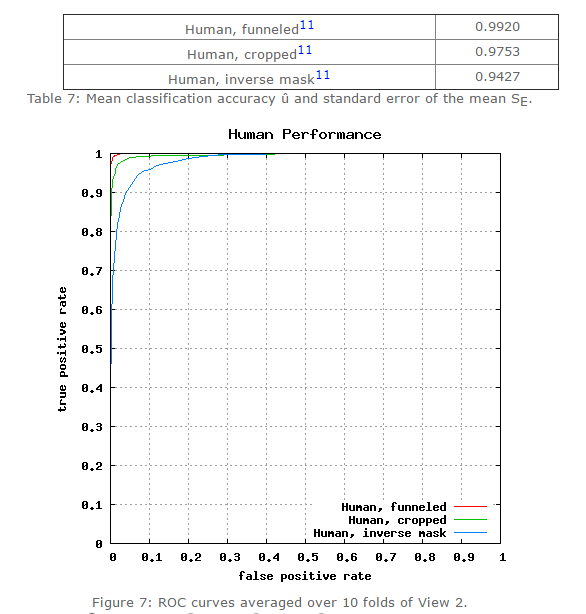 Human, funneled11 0.9920
Human, cropped11 0.9753
Human, inverse mask11 0.9427
Table 7: Mean classification accuracy û and standard error of the mean SE.
Human Performance
1
0.9
0.8
0.7
0.6
0.5
0.4
0.3
0.2
0.1
0
true positive rate
Human, funneled
Human, cropped
Human, inverse mask
0 0.1 0.2 0.3 0.4 0.5 0.6 0.7 0.8 0.9 1
false positive rate
Figure 7: ROC curves averaged over 10 folds of View 2.